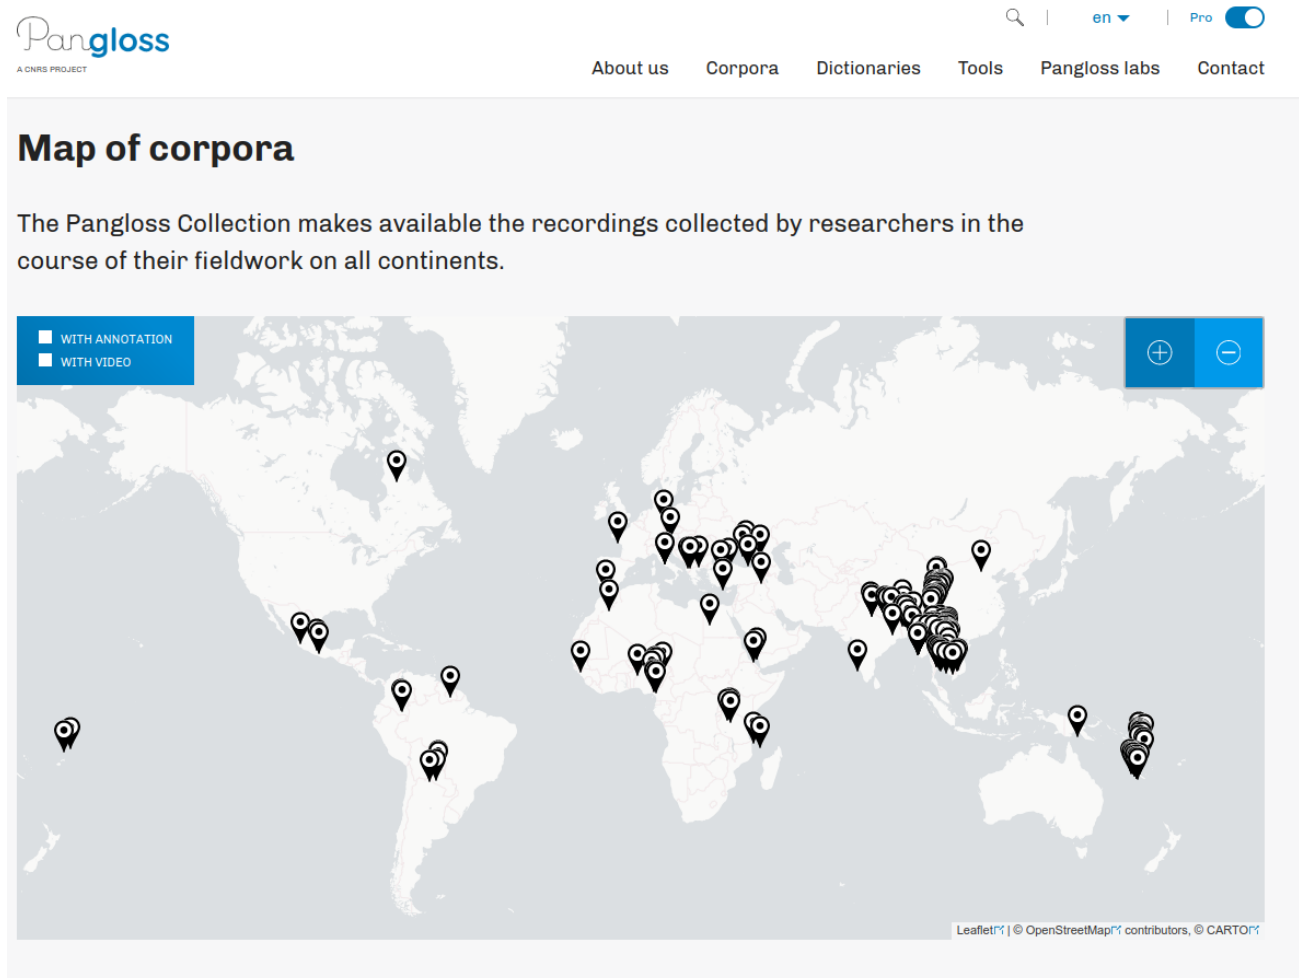 Pangloss
A CNRS PROJECT
en
Pro
About us Corpora Dictionaries Tools Pangloss labs Contact
Map of corpora
The Pangloss Collection makes available the recordings collected by researchers in the
course of their fieldwork on all continents.
WITH ANNOTATION
WITH VIDEO
Leaflet | © OpenStreetMap contributors, © CARTO